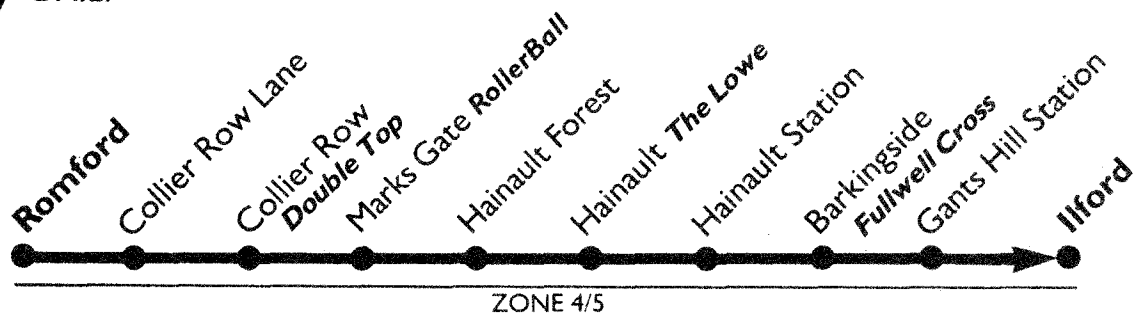 Romford
Collier Row Lane
Collier Row
Double Top
Marks Gate RollerBall
Hainault Forest
Hainault The Lowe
Hainault Station
Barkingside
Fullwell Cross
Gants Hill Station
Ilford
ZONE 4/5